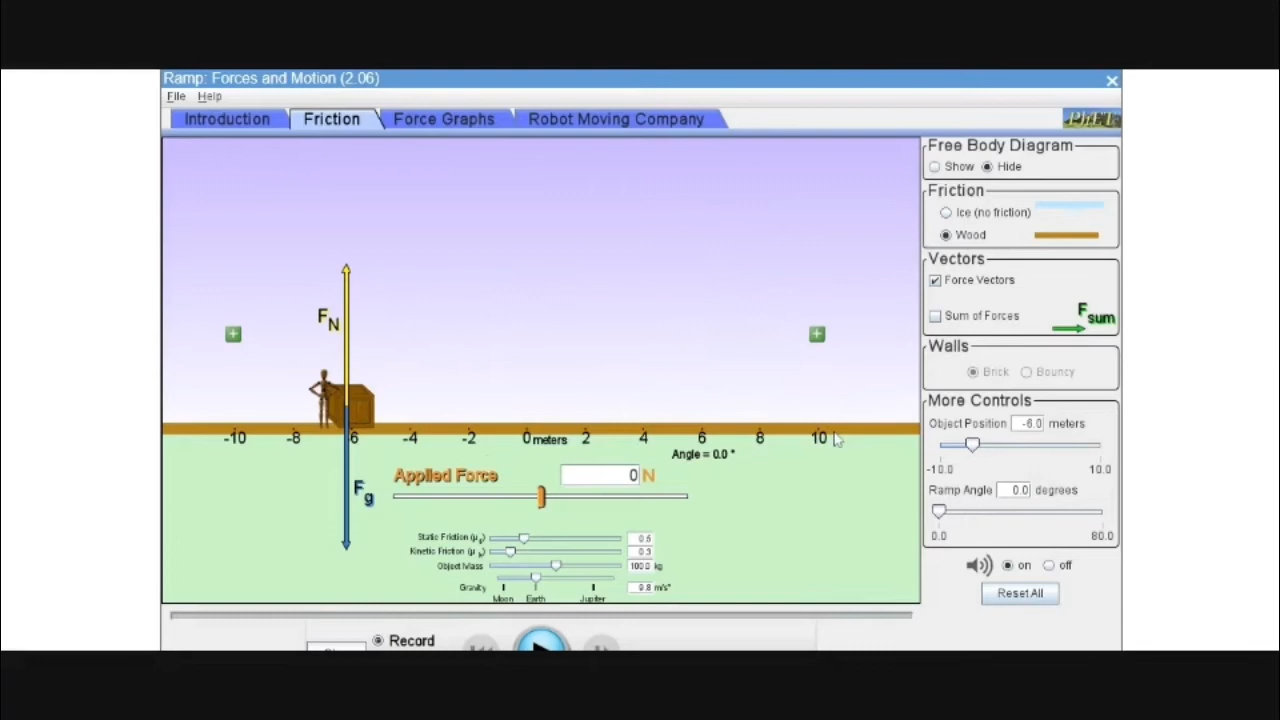 Ramp: Forces and Motion (2.06)
File Help
Introduction Friction Force Graphs Robot Moving Company
PhET
Free Body Diagram
Show Hide
Friction
Ice (no friction)
Wood
Vectors
Force Vectors
Sum of Forces
Fsum
Walls
Brick Bouncy
More Controls
Object Position -6.0 meters
-10.0 10.0
Ramp Angle 0.0 degrees
0.0 80.0
on off
Reset All
FN
-10 -8 -6 -4 -2 0 meters 2 4 6 8 10
Angle = 0.0 °
Fg
Applied Force 0 N
Static Friction (μs) 0.5
Kinetic Friction (μk) 0.3
Object Mass 100.0 kg
Gravity 9.8 m/s²
Moon Earth Jupiter
Record